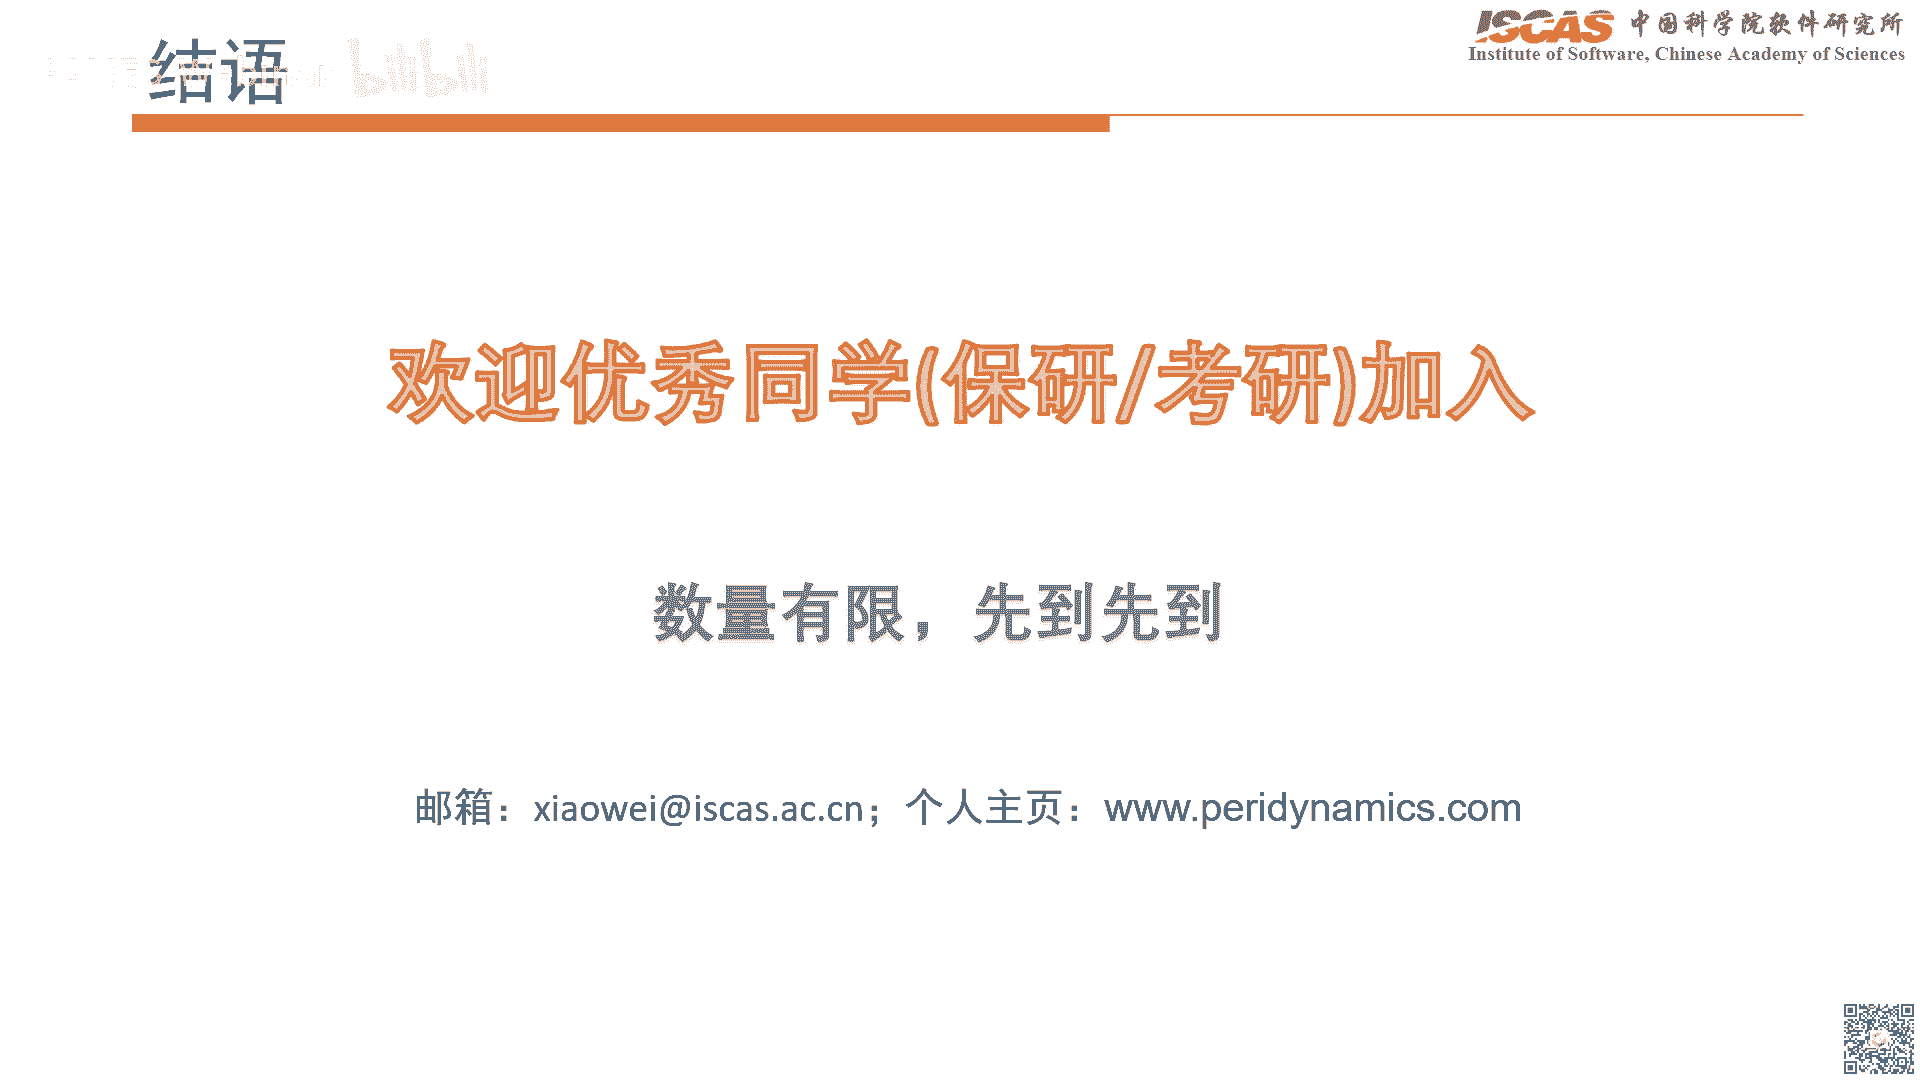 ISCAS 中国科学院软件研究所
Institute of Software, Chinese Academy of Sciences
结语
bilibili
欢迎优秀同学(保研/考研)加入
数量有限，先到先到
邮箱：xiaowei@iscas.ac.cn；个人主页：www.peridynamics.com